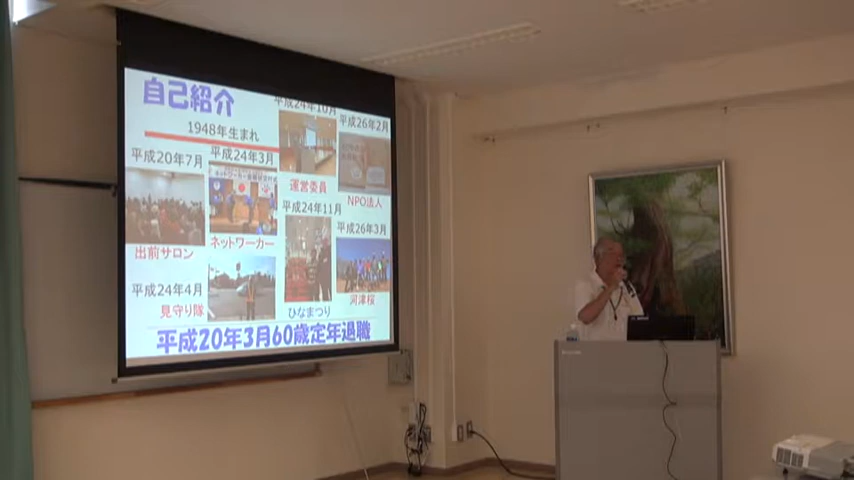 自己紹介
1948年生まれ
平成20年7月
出前サロン
平成24年3月
ネットワーカー
平成24年4月
見守り隊
平成24年10月
運営委員
平成24年11月
ひなまつり
平成26年2月
NPO法人
平成26年3月
河津桜
平成20年3月60歳定年退職